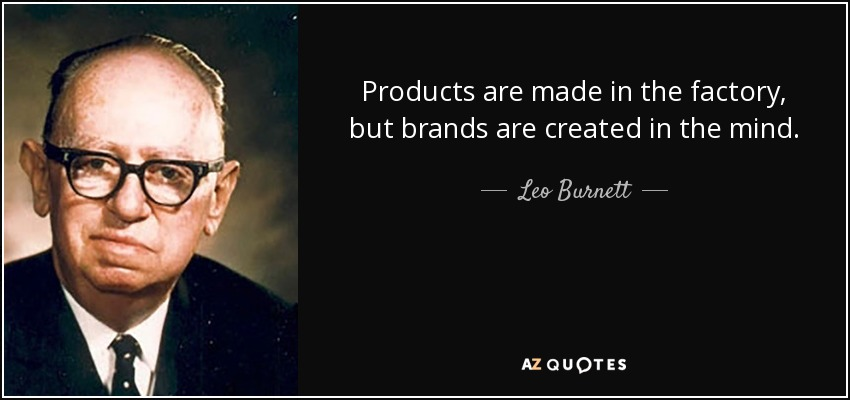 Products are made in the factory,
but brands are created in the mind.
Leo Burnett
AZ QUOTES